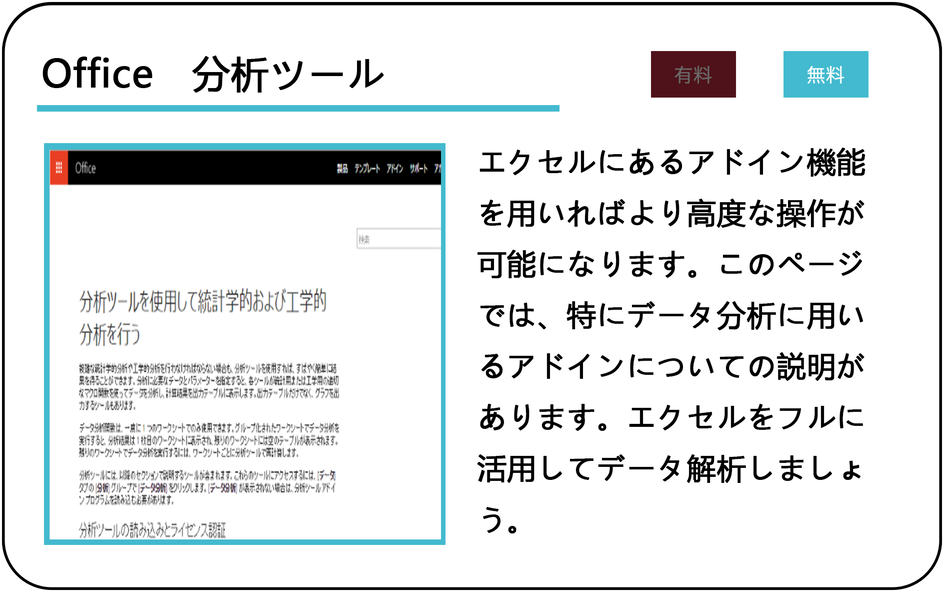 Office 分析ツール
有料
無料
Office
製品 テンプレート アドイン サポート
検索
分析ツールを使用して統計学的および工学的
分析を行う
複雑な統計学的分析や工学的分析を行わなければならない場合も、分析ツールを使用すれば、すばやく簡単に結
果を得ることができます。分析に必要なデータとパラメーターを指定すると、各ツールが統計用または工学用の適切
なマクロ関数を使ってデータを分析し、計算結果を出力テーブルに表示します。出力テーブルだけでなく、グラフを出
力するツールもあります。
データ分析関数は、一度に 1 つのワークシートでのみ使用できます。グループ化されたワークシートでデータ分析を
実行すると、分析結果は 1 枚目のワークシートに表示され、残りのワークシートには空のテーブルが表示されます。
残りのワークシートでデータ分析を実行するには、ワークシートごとに分析ツールで再計算します。
分析ツールには、以降のセクションで説明するツールが含まれます。これらのツールにアクセスするには、[データ]
タブの [分析] グループで [データ分析] をクリックします。[データ分析] が表示されない場合は、分析ツール アドイ
ン プログラムを読み込む必要があります。
分析ツールの読み込みとライセンス認証
エクセルにあるアドイン機能
を用いればより高度な操作が
可能になります。このページ
では、特にデータ分析に用い
るアドインについての説明が
あります。エクセルをフルに
活用してデータ解析しましょ
う。